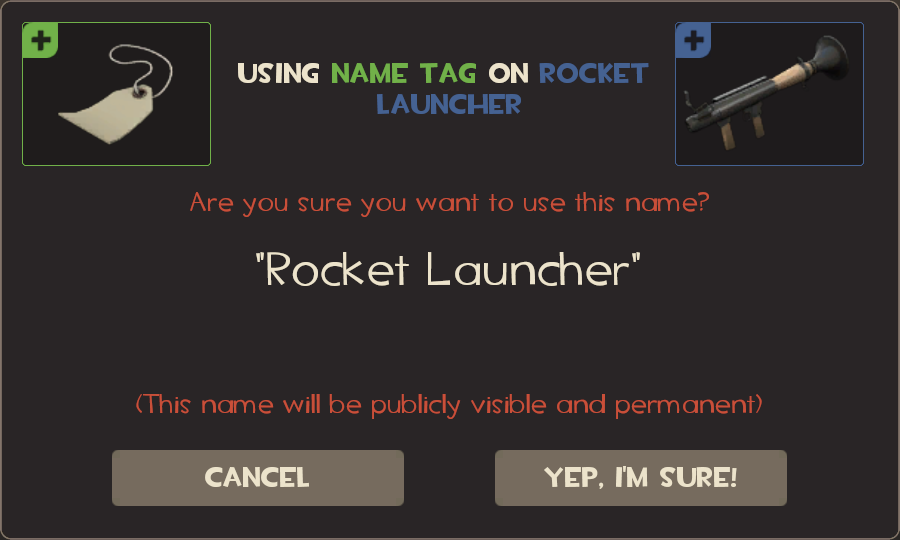 USING NAME TAG ON ROCKET
LAUNCHER
Are you sure you want to use this name?
"Rocket Launcher"
(This name will be publicly visible and permanent)
CANCEL
YEP, I'M SURE!